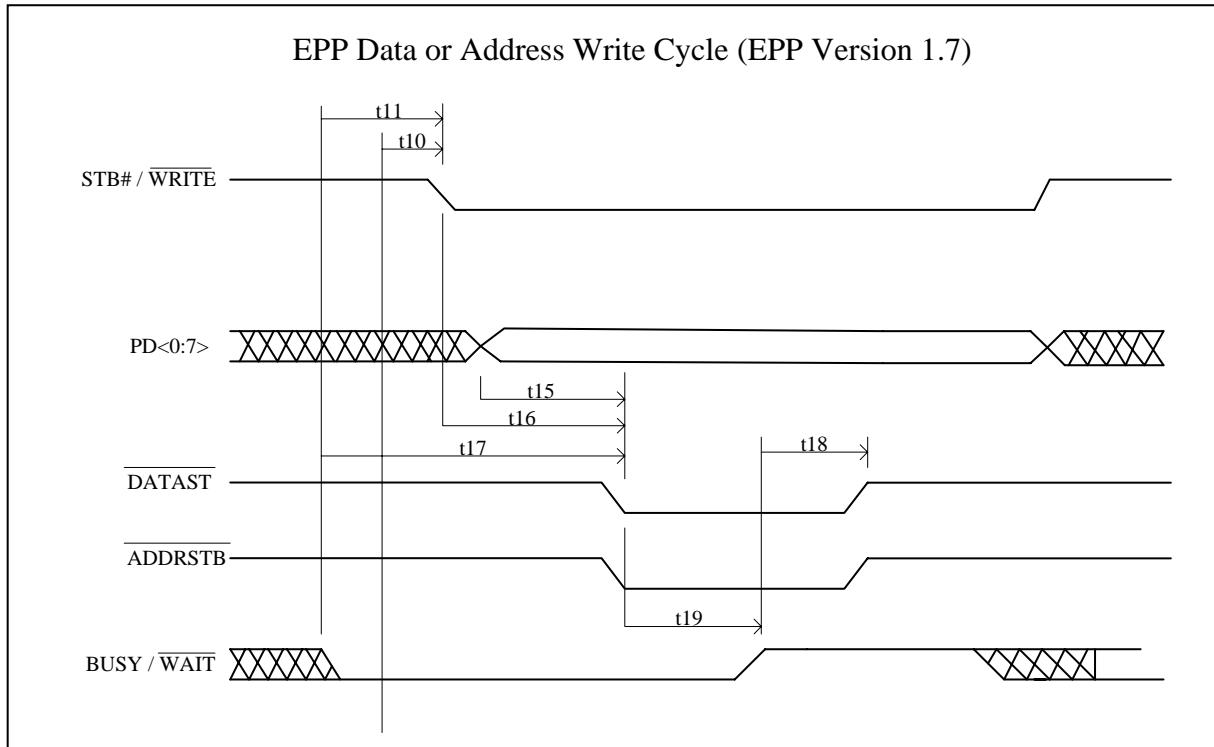 EPP Data or Address Write Cycle (EPP Version 1.7)
t11
t10
STB# / WRITE
PD<0:7>
t15
t16
t17
t18
DATAST
ADDRSTB
t19
BUSY / WAIT